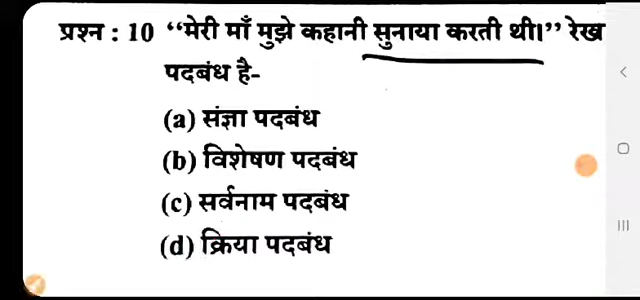 प्रश्न : 10 “मेरी माँ मुझे कहानी सुनाया करती थी।” रेख
पदबंध है-
(a) संज्ञा पदबंध
(b) विशेषण पदबंध
(c) सर्वनाम पदबंध
(d) क्रिया पदबंध